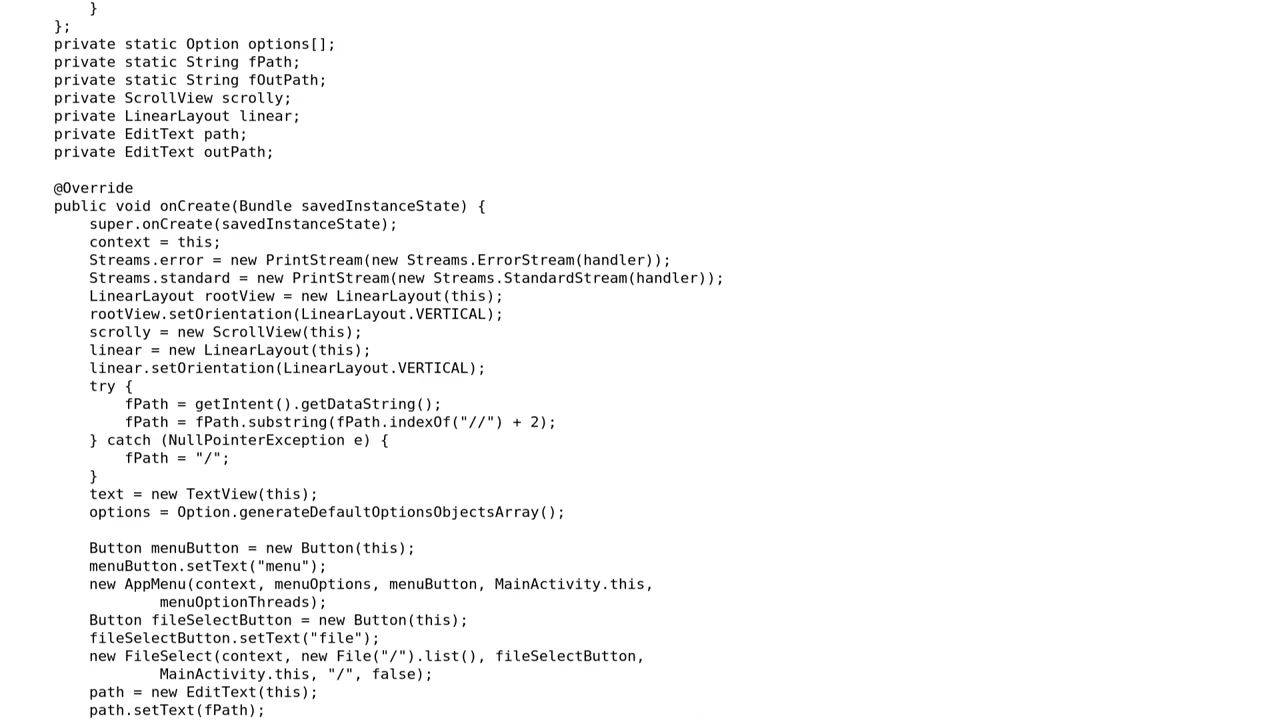 }
};
private static Option options[];
private static String fPath;
private static String fOutPath;
private ScrollView scrolly;
private LinearLayout linear;
private EditText path;
private EditText outPath;

@Override
public void onCreate(Bundle savedInstanceState) {
    super.onCreate(savedInstanceState);
    context = this;
    Streams.error = new PrintStream(new Streams.ErrorStream(handler));
    Streams.standard = new PrintStream(new Streams.StandardStream(handler));
    LinearLayout rootView = new LinearLayout(this);
    rootView.setOrientation(LinearLayout.VERTICAL);
    scrolly = new ScrollView(this);
    linear = new LinearLayout(this);
    linear.setOrientation(LinearLayout.VERTICAL);
    try {
        fPath = getIntent().getDataString();
        fPath = fPath.substring(fPath.indexOf("//") + 2);
    } catch (NullPointerException e) {
        fPath = "/";
    }
    text = new TextView(this);
    options = Option.generateDefaultOptionsObjectsArray();

    Button menuButton = new Button(this);
    menuButton.setText("menu");
    new AppMenu(context, menuOptions, menuButton, MainActivity.this,
            menuOptionThreads);
    Button fileSelectButton = new Button(this);
    fileSelectButton.setText("file");
    new FileSelect(context, new File("/").list(), fileSelectButton,
            MainActivity.this, "/", false);
    path = new EditText(this);
    path.setText(fPath);